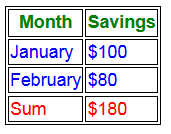 Month Savings
January $100
February $80
Sum $180